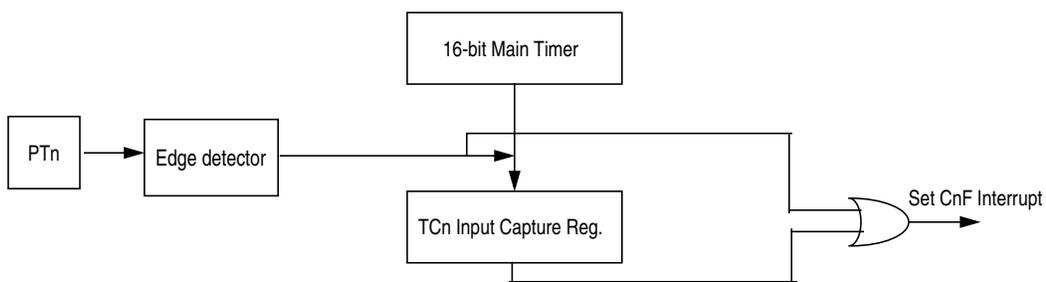 16-bit Main Timer
PTn
Edge detector
TCn Input Capture Reg.
Set CnF Interrupt